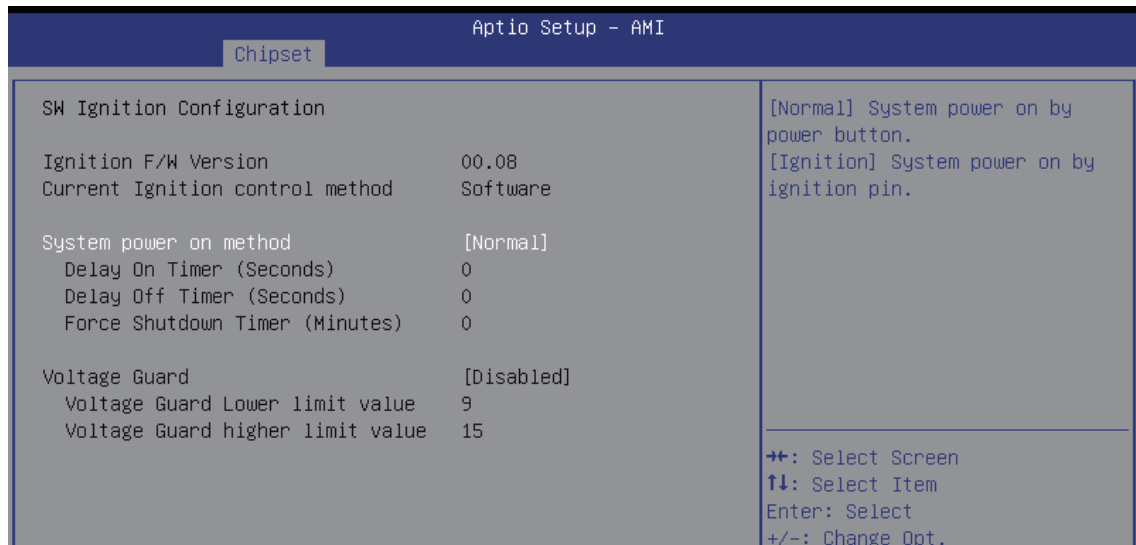 Aptio Setup – AMI
Chipset
SW Ignition Configuration
Ignition F/W Version 00.08
Current Ignition control method Software
System power on method [Normal]
Delay On Timer (Seconds) 0
Delay Off Timer (Seconds) 0
Force Shutdown Timer (Minutes) 0
Voltage Guard [Disabled]
Voltage Guard Lower limit value 9
Voltage Guard higher limit value 15
[Normal] System power on by
power button.
[Ignition] System power on by
ignition pin.
→←: Select Screen
↑↓: Select Item
Enter: Select
+/-: Change Opt.